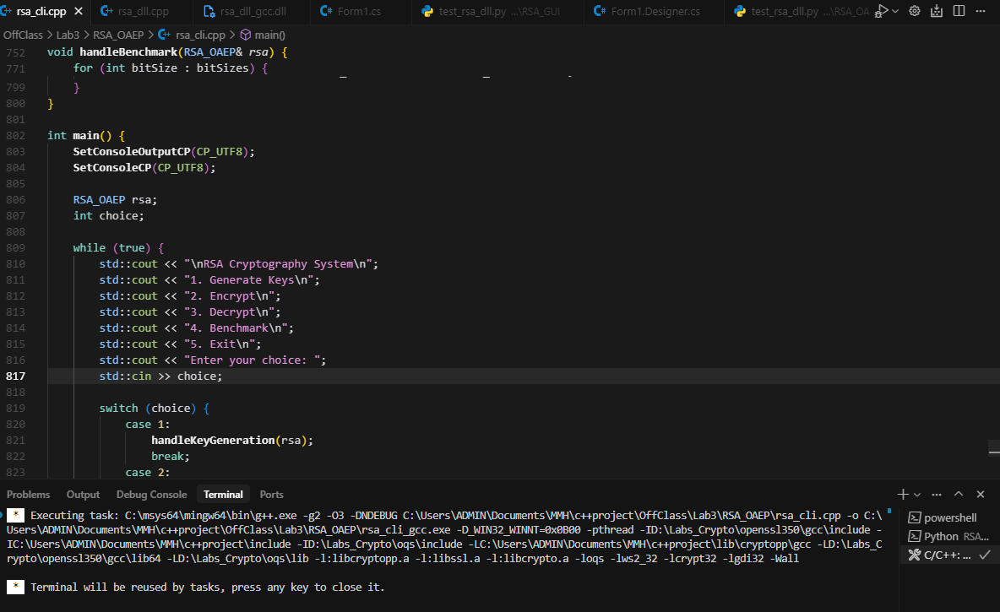 rsa_cli.cpp rsa_dll.cpp rsa_dll_gcc.dll Form1.cs test_rsa_dll.py ...\RSA_GUI Form1.Designer.cs test_rsa_dll.py ...\RSA_OA
OffClass > Lab3 > RSA_OAEP > rsa_cli.cpp > main()
752 void handleBenchmark(RSA_OAEP& rsa) {
771 for (int bitSize : bitSizes) {
799 }
800 }
801
802 int main() {
803 SetConsoleOutputCP(CP_UTF8);
804 SetConsoleCP(CP_UTF8);
805
806 RSA_OAEP rsa;
807 int choice;
808
809 while (true) {
810 std::cout << "\nRSA Cryptography System\n";
811 std::cout << "1. Generate Keys\n";
812 std::cout << "2. Encrypt\n";
813 std::cout << "3. Decrypt\n";
814 std::cout << "4. Benchmark\n";
815 std::cout << "5. Exit\n";
816 std::cout << "Enter your choice: ";
817 std::cin >> choice;
818
819 switch (choice) {
820 case 1:
821 handleKeyGeneration(rsa);
822 break;
823 case 2:
Problems Output Debug Console Terminal Ports
* Executing task: C:\msys64\mingw64\bin\g++.exe -g2 -O3 -DNDEBUG C:\Users\ADMIN\Documents\MMH\c++project\OffClass\Lab3\RSA_OAEP\rsa_cli.cpp -o C:\
Users\ADMIN\Documents\MMH\c++project\OffClass\Lab3\RSA_OAEP\rsa_cli_gcc.exe -D_WIN32_WINNT=0x0B00 -pthread -ID:\Labs_Crypto\openssl350\gcc\include -
IC:\Users\ADMIN\Documents\MMH\c++project\include -ID:\Labs_Crypto\oqs\include -LC:\Users\ADMIN\Documents\MMH\c++project\lib\cryptopp\gcc -LD:\Labs_C
rypto\openssl350\gcc\lib64 -LD:\Labs_Crypto\oqs\lib -l:libcryptopp.a -l:libssl.a -l:libcrypto.a -loqs -lws2_32 -lcrypt32 -lgdi32 -Wall
* Terminal will be reused by tasks, press any key to close it.
powershell
Python RSA...
C/C++: ...